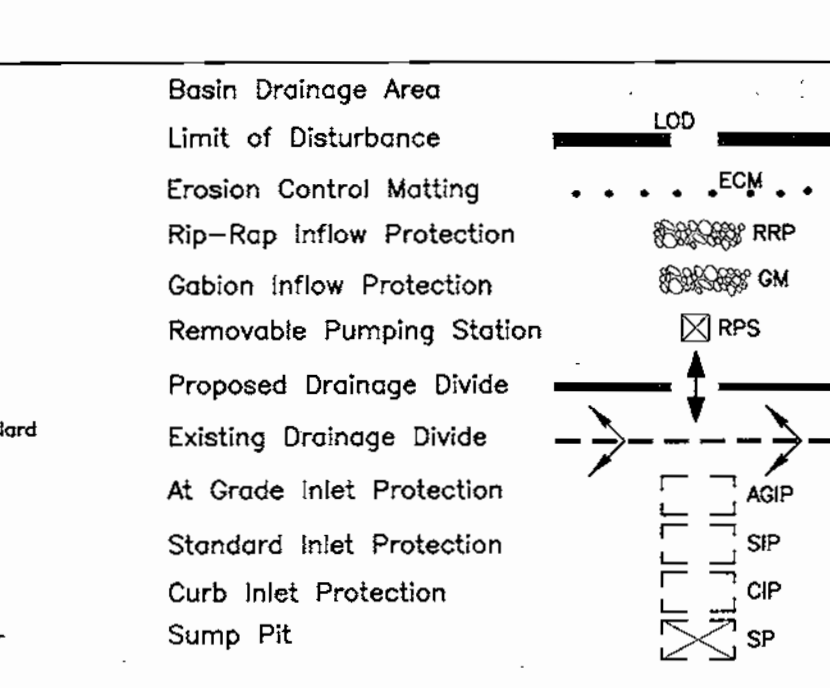 Basin Drainage Area
Limit of Disturbance LOD
Erosion Control Matting ECM
Rip-Rap Inflow Protection RRP
Gabion Inflow Protection GM
Removable Pumping Station RPS
Proposed Drainage Divide
Existing Drainage Divide
At Grade Inlet Protection AGIP
Standard Inlet Protection SIP
Curb Inlet Protection CIP
Sump Pit SP